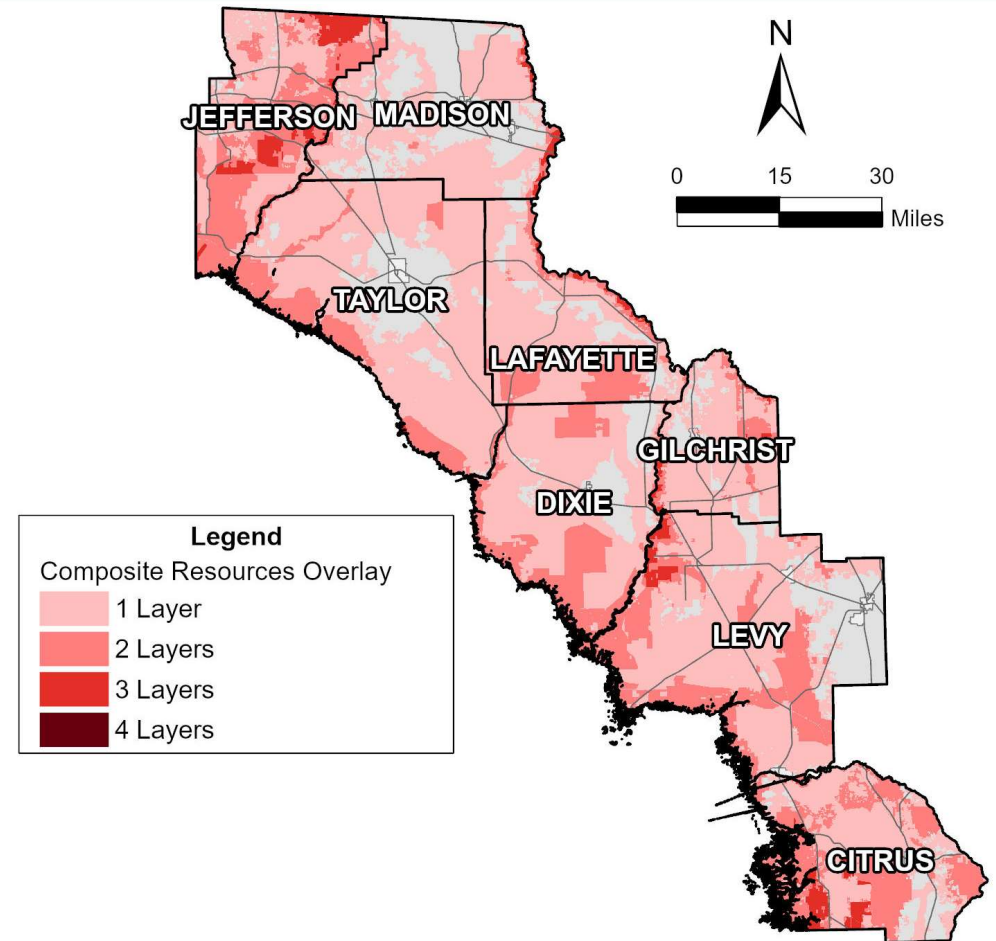 N
0 15 30
Miles
JEFFERSON MADISON
TAYLOR
LAFAYETTE
GILCHRIST
DIXIE
LEVY
CITRUS
Legend
Composite Resources Overlay
1 Layer
2 Layers
3 Layers
4 Layers